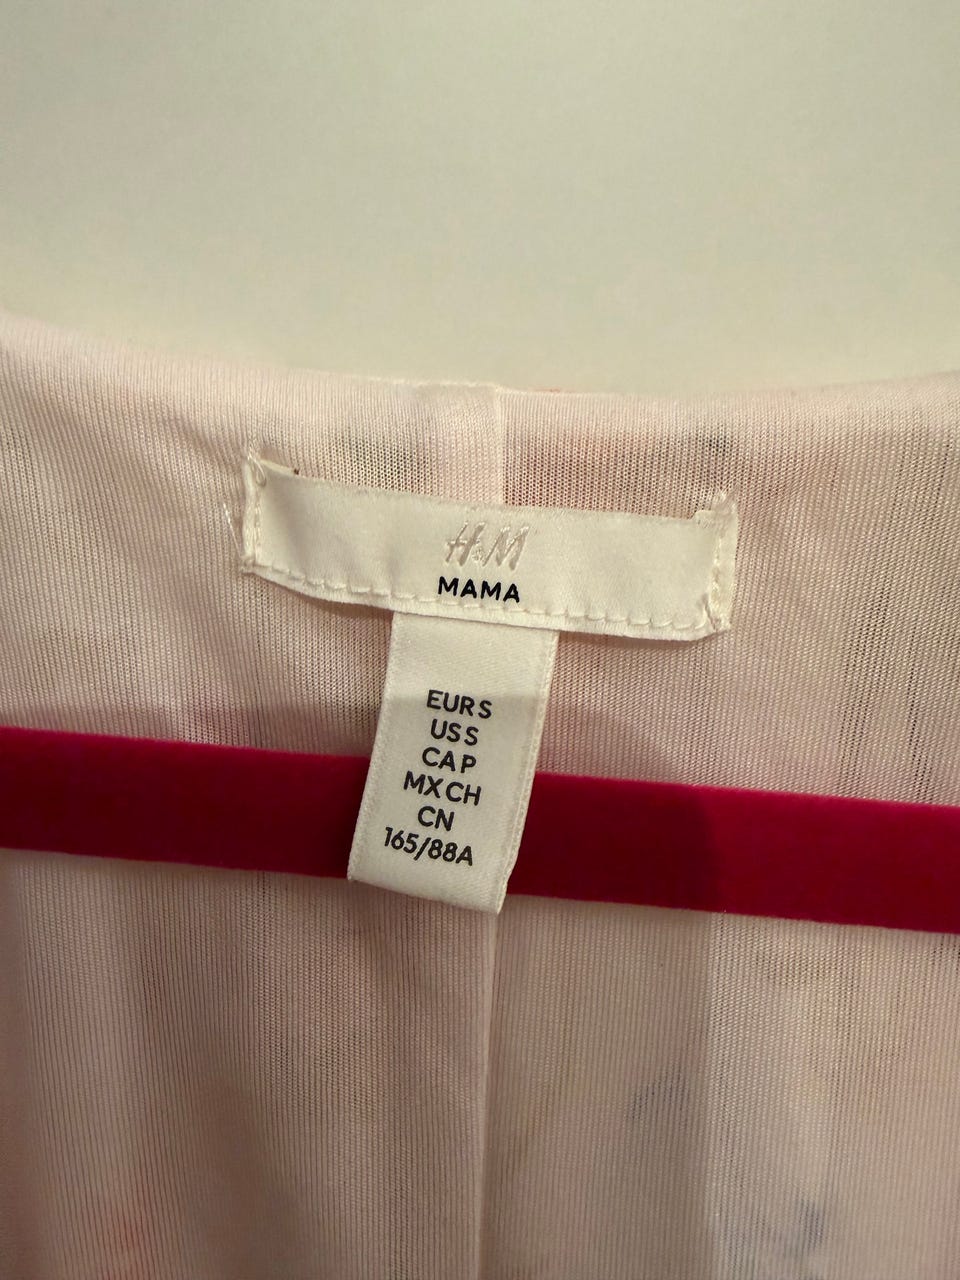 H&M
MAMA
EUR S
US S
CA P
MX CH
CN
165/88A